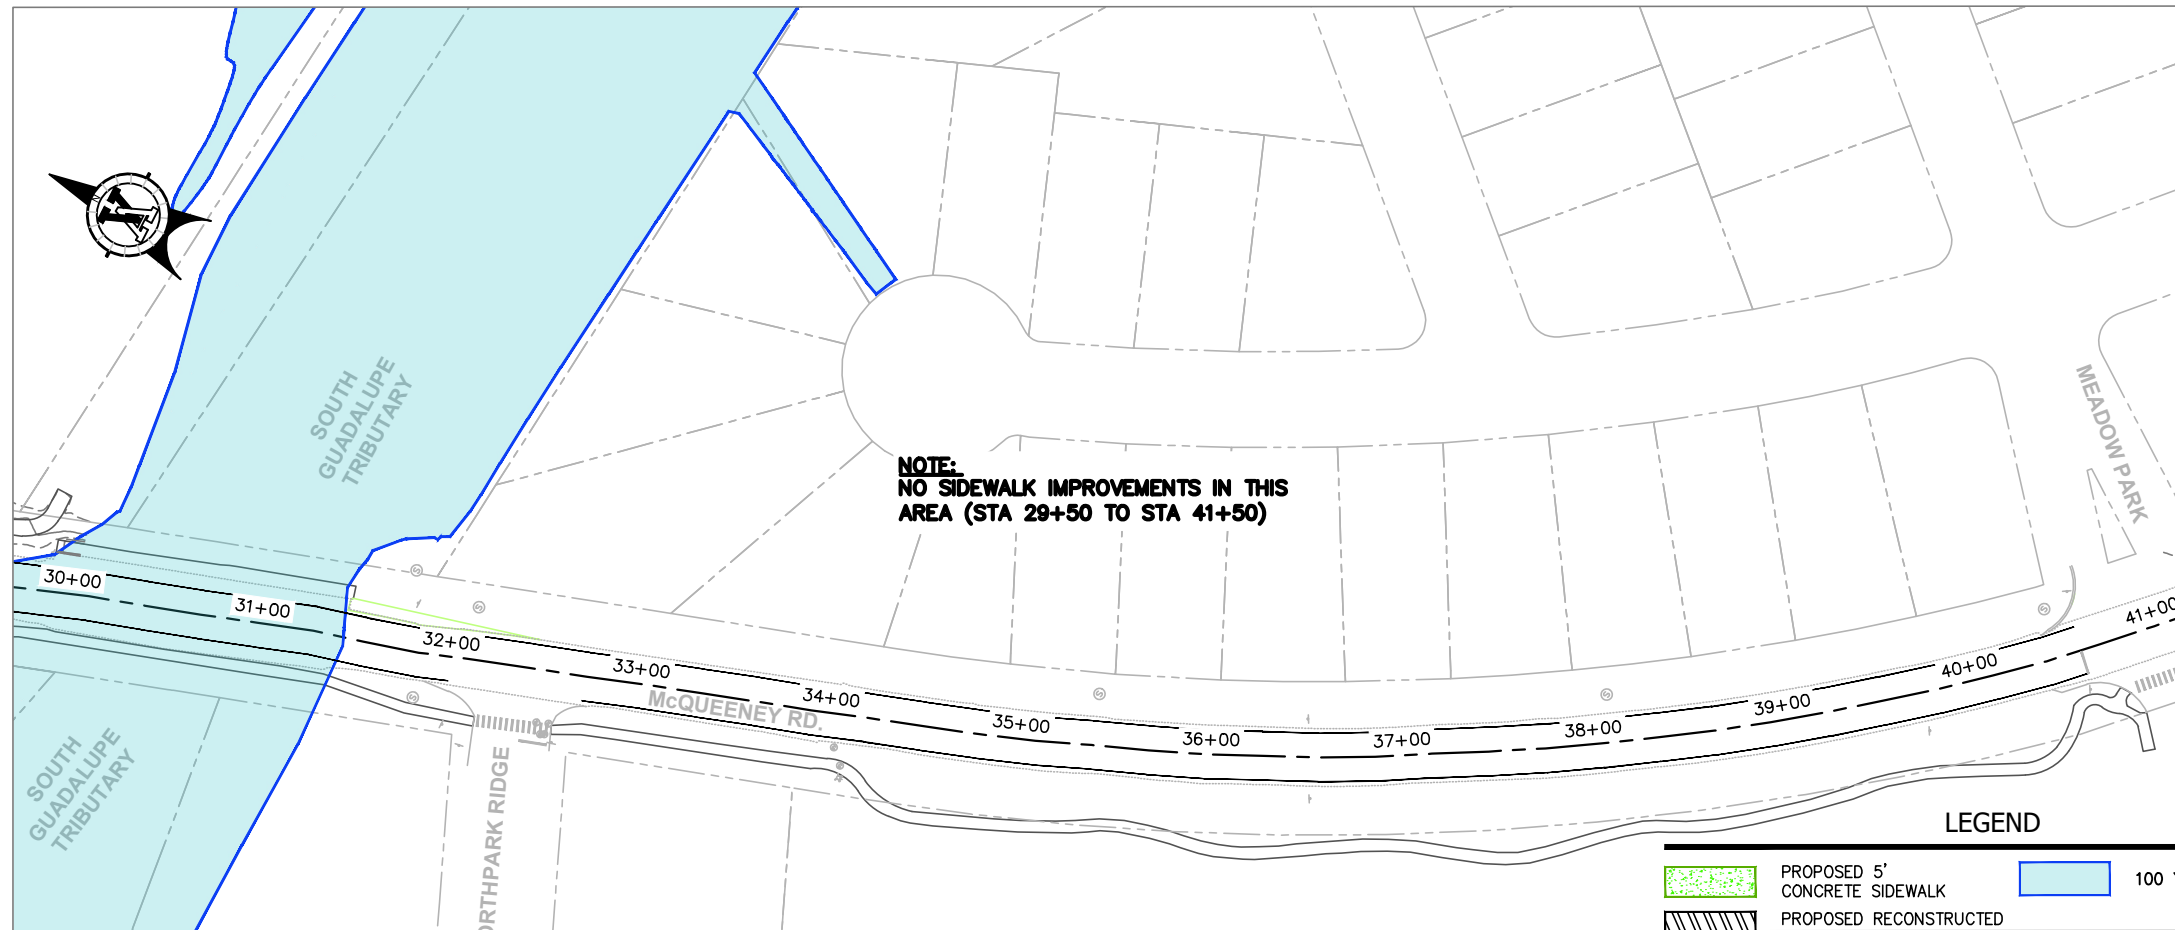 SOUTH
GUADALUPE
TRIBUTARY
NOTE:
NO SIDEWALK IMPROVEMENTS IN THIS
AREA (STA 29+50 TO STA 41+50)
MEADOW PARK
30+00
31+00
32+00
33+00
34+00
35+00
36+00
37+00
38+00
39+00
40+00
41+00
McQUEENEY RD.
SOUTH
GUADALUPE
TRIBUTARY
ORTHPARK RIDGE
LEGEND
PROPOSED 5'
CONCRETE SIDEWALK
100
PROPOSED RECONSTRUCTED
N
S
S
S
S
S
S